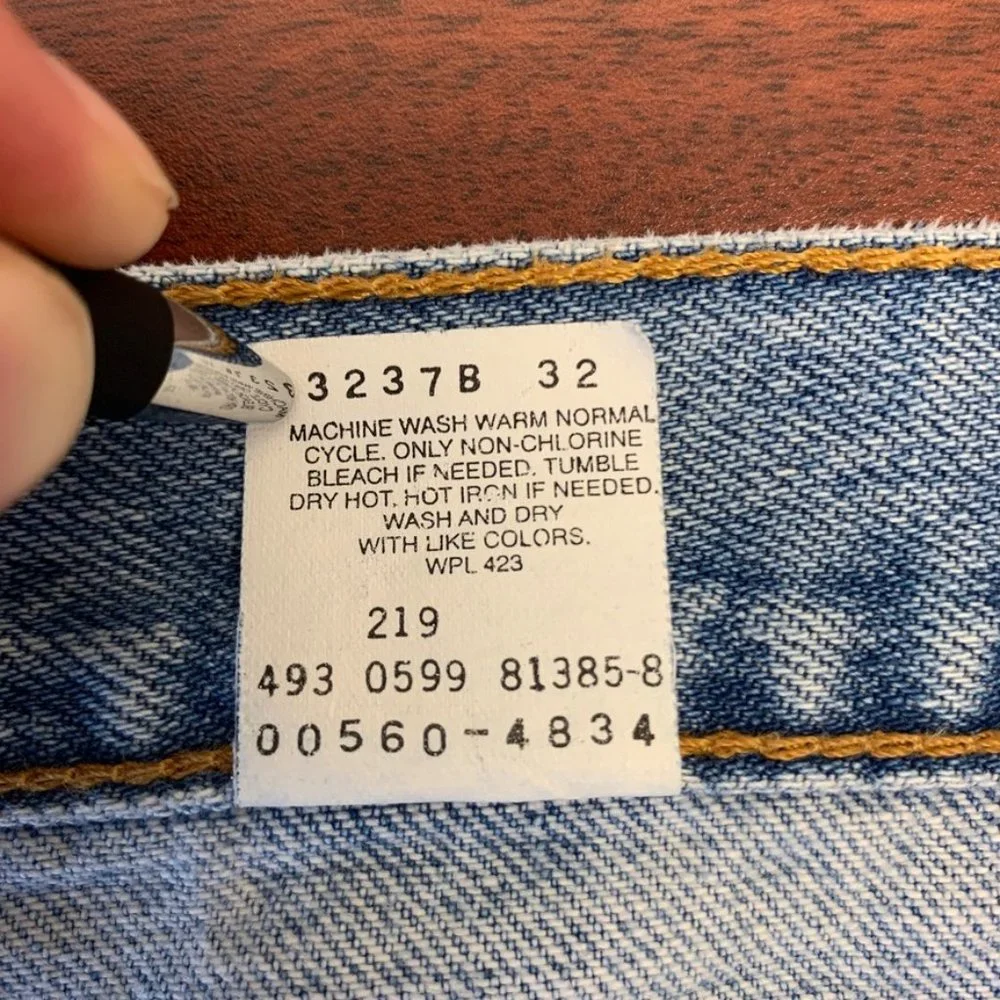 3237B 32
MACHINE WASH WARM NORMAL
CYCLE. ONLY NON-CHLORINE
BLEACH IF NEEDED. TUMBLE
DRY HOT. HOT IRON IF NEEDED.
WASH AND DRY
WITH LIKE COLORS.
WPL 423
219
493 0599 81385-8
00560-4834